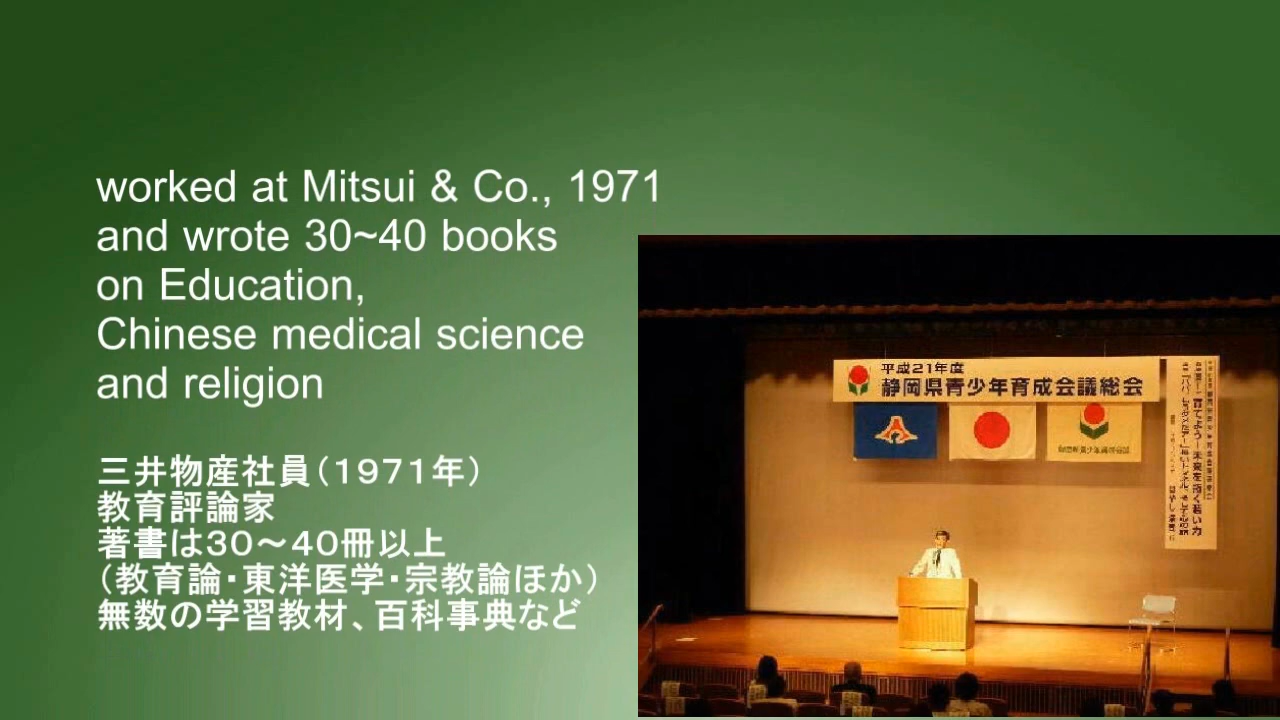 worked at Mitsui & Co., 1971
and wrote 30~40 books
on Education,
Chinese medical science
and religion
三井物産社員（１９７１年）
教育評論家
著書は３０～４０冊以上
（教育論・東洋医学・宗教論ほか）
無数の学習教材、百科事典など
平成21年度
静岡県青少年育成会議総会